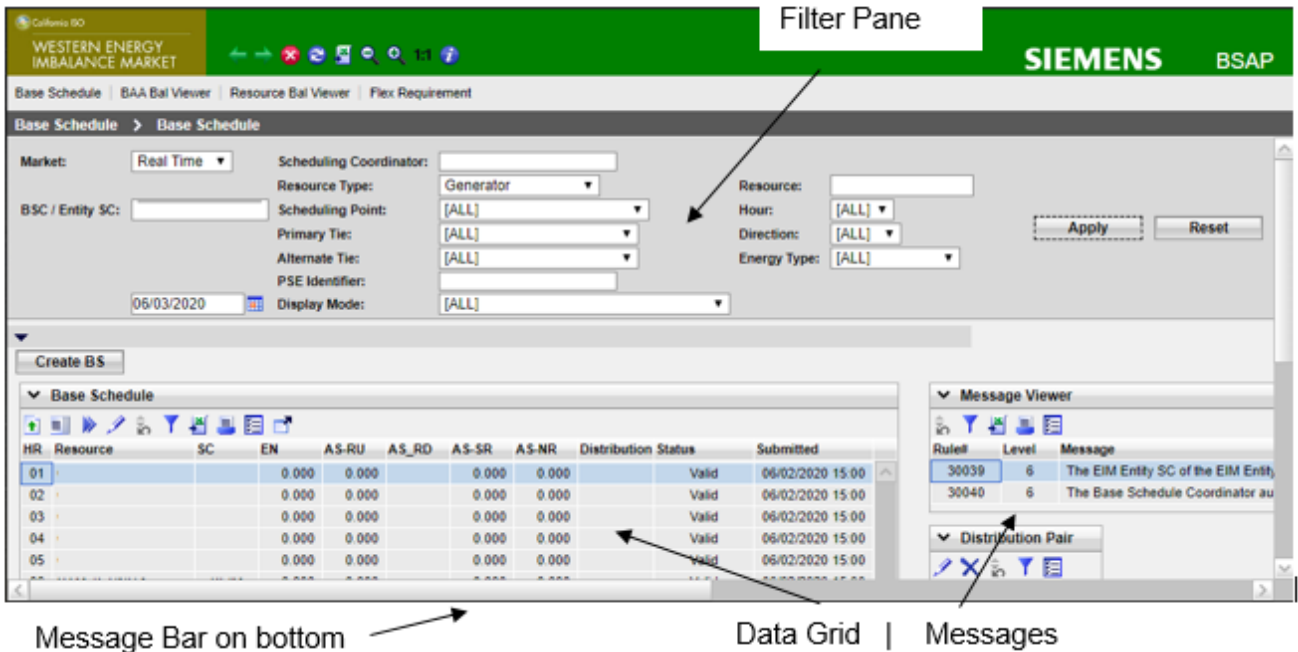 Filter Pane
California ISO
WESTERN ENERGY
IMBALANCE MARKET
1:1
SIEMENS BSAP
Base Schedule | BAA Bal Viewer | Resource Bal Viewer | Flex Requirement
Base Schedule > Base Schedule
Market: Real Time Scheduling Coordinator:
Resource Type: Generator Resource:
BSC / Entity SC: Scheduling Point: [ALL] Hour: [ALL] Apply Reset
Primary Tie: [ALL] Direction: [ALL]
Alternate Tie: [ALL] Energy Type: [ALL]
PSE Identifier:
06/03/2020 Display Mode: [ALL]
Create BS
Base Schedule
HR Resource SC EN AS-RU AS_RD AS-SR AS-NR Distribution Status Submitted
01 0.000 0.000 0.000 0.000 Valid 06/02/2020 15:00
02 0.000 0.000 0.000 0.000 Valid 06/02/2020 15:00
03 0.000 0.000 0.000 0.000 Valid 06/02/2020 15:00
04 0.000 0.000 0.000 0.000 Valid 06/02/2020 15:00
05 0.000 0.000 0.000 0.000 Valid 06/02/2020 15:00
Message Viewer
Rule# Level Message
30039 6 The EIM Entity SC of the EIM Entity
30040 6 The Base Schedule Coordinator au
Distribution Pair
Message Bar on bottom
Data Grid | Messages